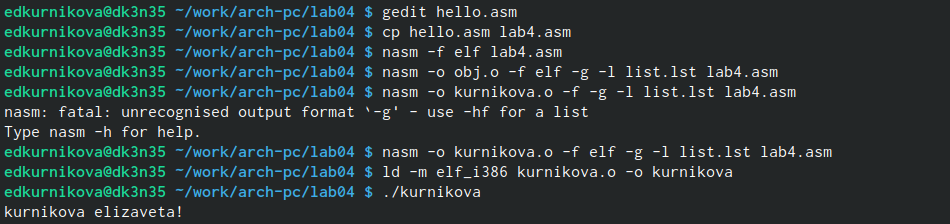 edkurnikova@dk3n35 ~/work/arch-pc/lab04 $ gedit hello.asm
edkurnikova@dk3n35 ~/work/arch-pc/lab04 $ cp hello.asm lab4.asm
edkurnikova@dk3n35 ~/work/arch-pc/lab04 $ nasm -f elf lab4.asm
edkurnikova@dk3n35 ~/work/arch-pc/lab04 $ nasm -o obj.o -f elf -g -l list.lst lab4.asm
edkurnikova@dk3n35 ~/work/arch-pc/lab04 $ nasm -o kurnikova.o -f -g -l list.lst lab4.asm
nasm: fatal: unrecognised output format `-g' - use -hf for a list
Type nasm -h for help.
edkurnikova@dk3n35 ~/work/arch-pc/lab04 $ nasm -o kurnikova.o -f elf -g -l list.lst lab4.asm
edkurnikova@dk3n35 ~/work/arch-pc/lab04 $ ld -m elf_i386 kurnikova.o -o kurnikova
edkurnikova@dk3n35 ~/work/arch-pc/lab04 $ ./kurnikova
kurnikova elizaveta!